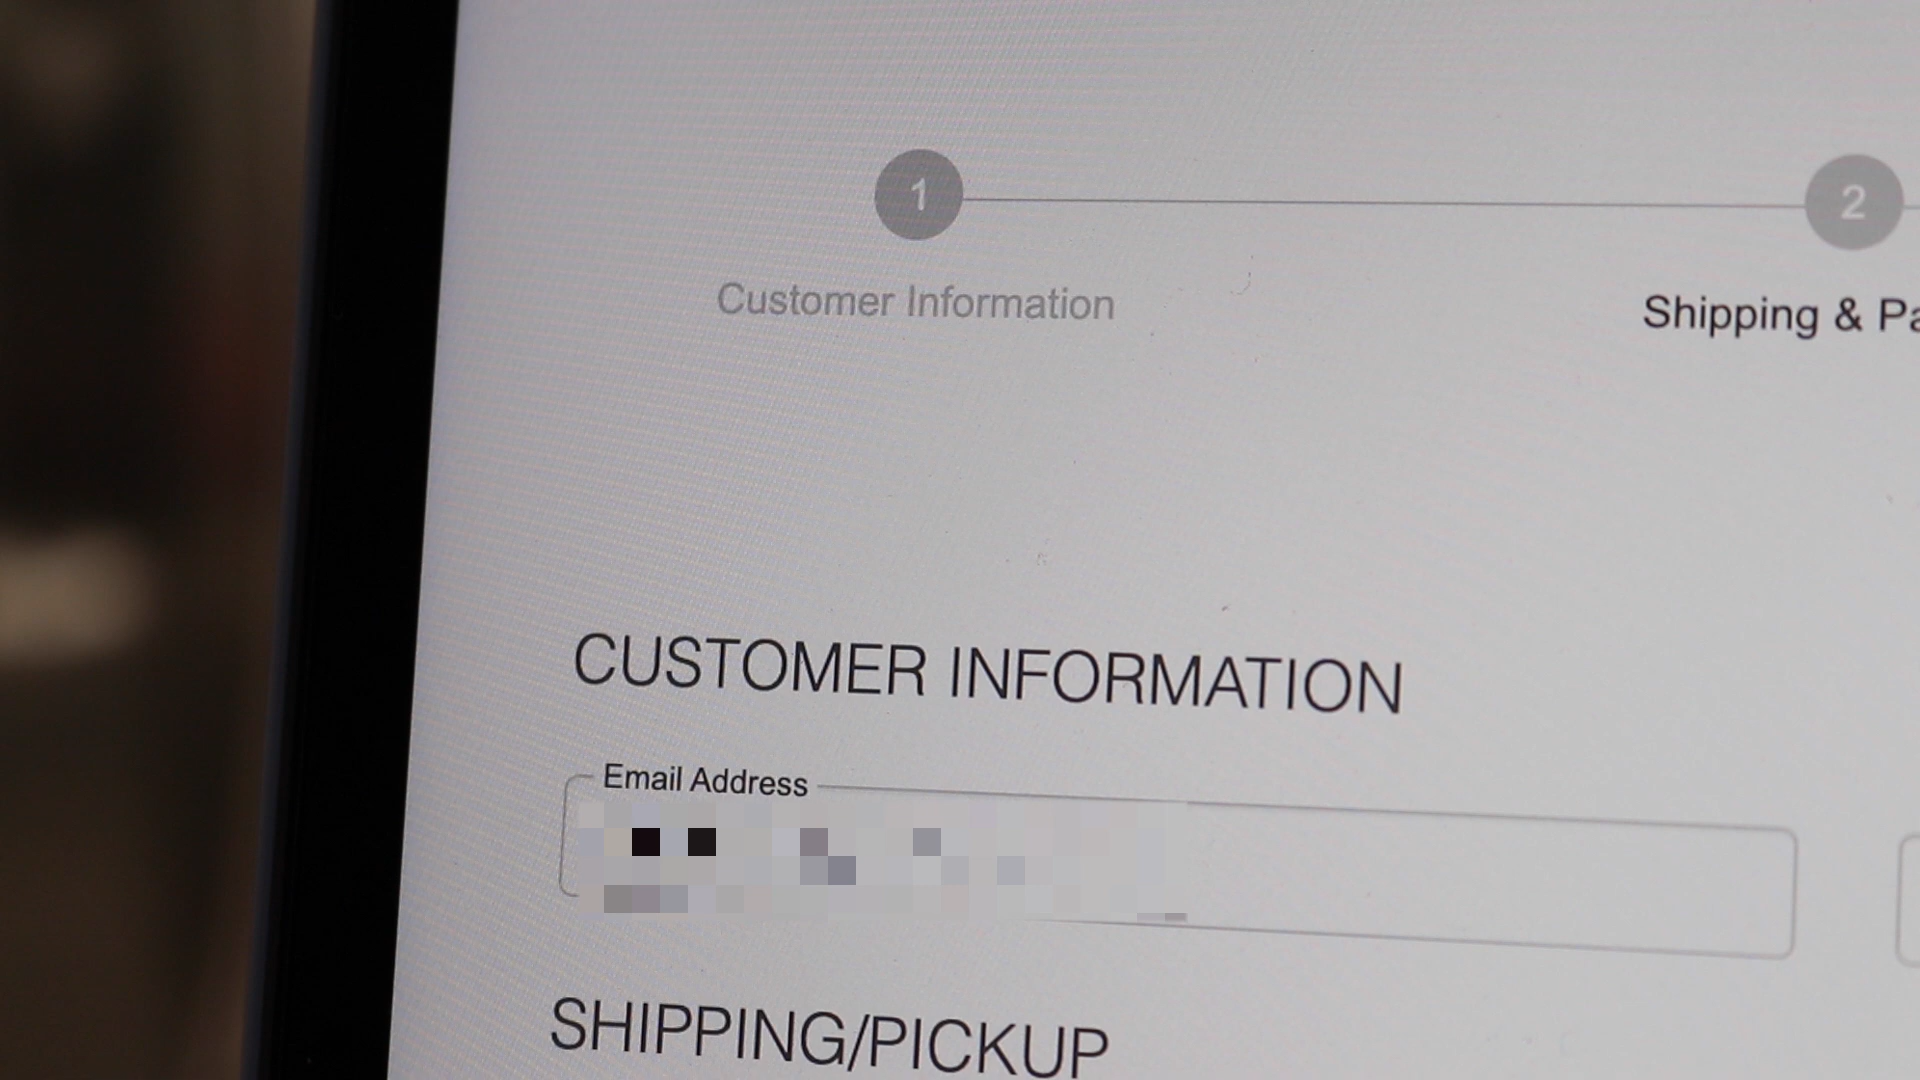 1
2
Customer Information
Shipping & Pa
CUSTOMER INFORMATION
Email Address
SHIPPING/PICKUP